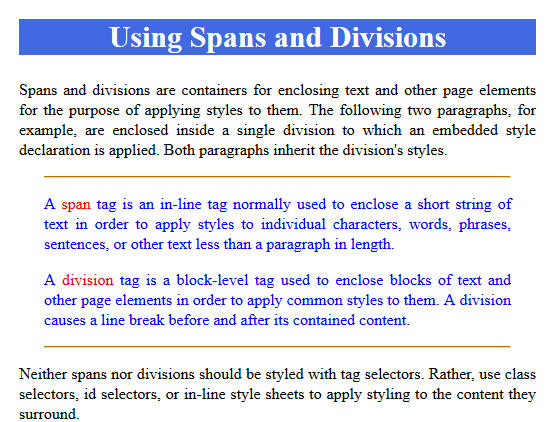 Using Spans and Divisions
Spans and divisions are containers for enclosing text and other page elements
for the purpose of applying styles to them. The following two paragraphs, for
example, are enclosed inside a single division to which an embedded style
declaration is applied. Both paragraphs inherit the division's styles.
A span tag is an in-line tag normally used to enclose a short string of
text in order to apply styles to individual characters, words, phrases,
sentences, or other text less than a paragraph in length.
A division tag is a block-level tag used to enclose blocks of text and
other page elements in order to apply common styles to them. A division
causes a line break before and after its contained content.
Neither spans nor divisions should be styled with tag selectors. Rather, use class
selectors, id selectors, or in-line style sheets to apply styling to the content they
surround.